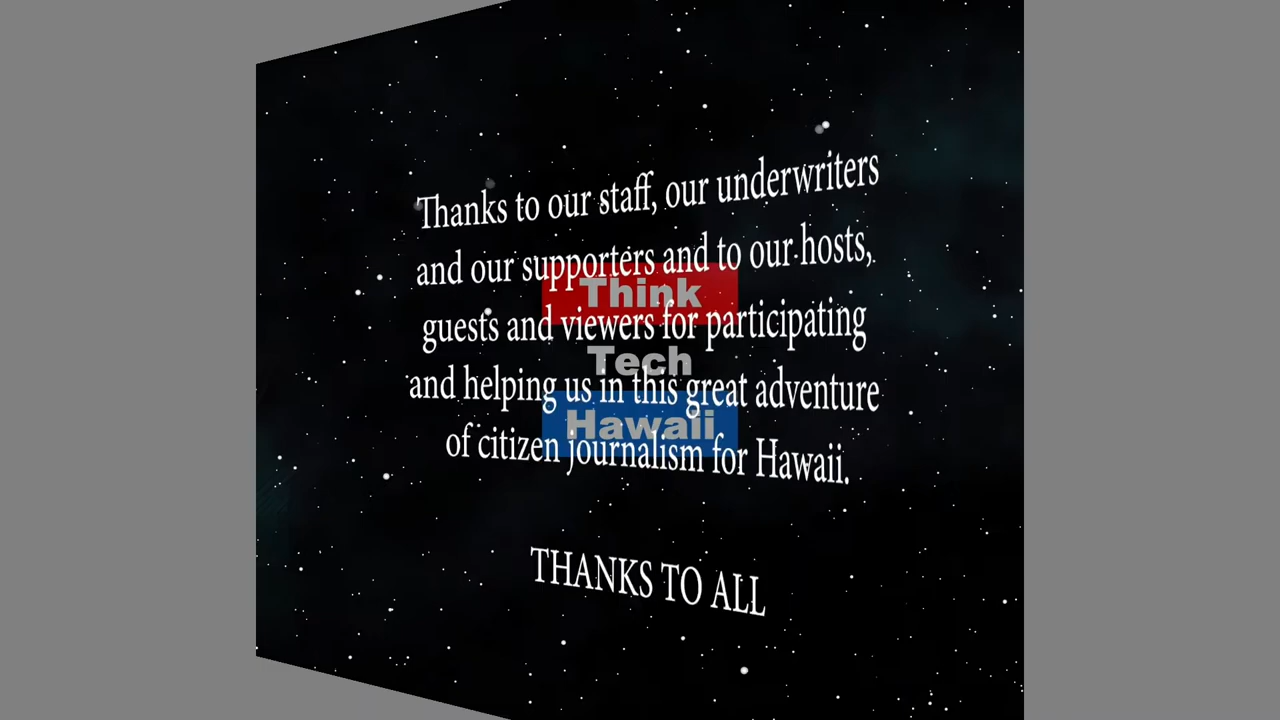 Thanks to our staff, our underwriters
and our supporters and to our hosts,
Think
guests and viewers for participating
Tech
and helping us in this great adventure
Hawaii
of citizen journalism for Hawaii.
THANKS TO ALL